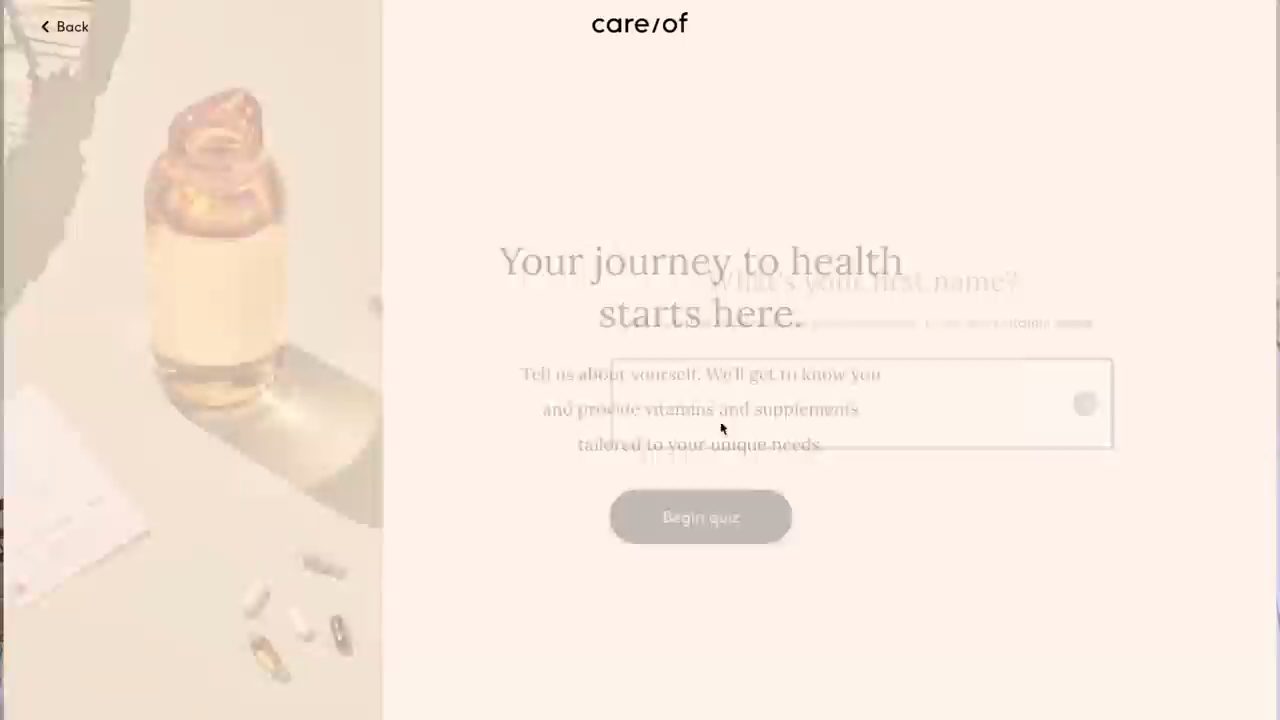 Back
care/of
Your journey to health
starts here.
What's your first name?
Tell us about yourself. We'll get to know you
and provide vitamins and supplements
tailored to your unique needs.
Begin quiz